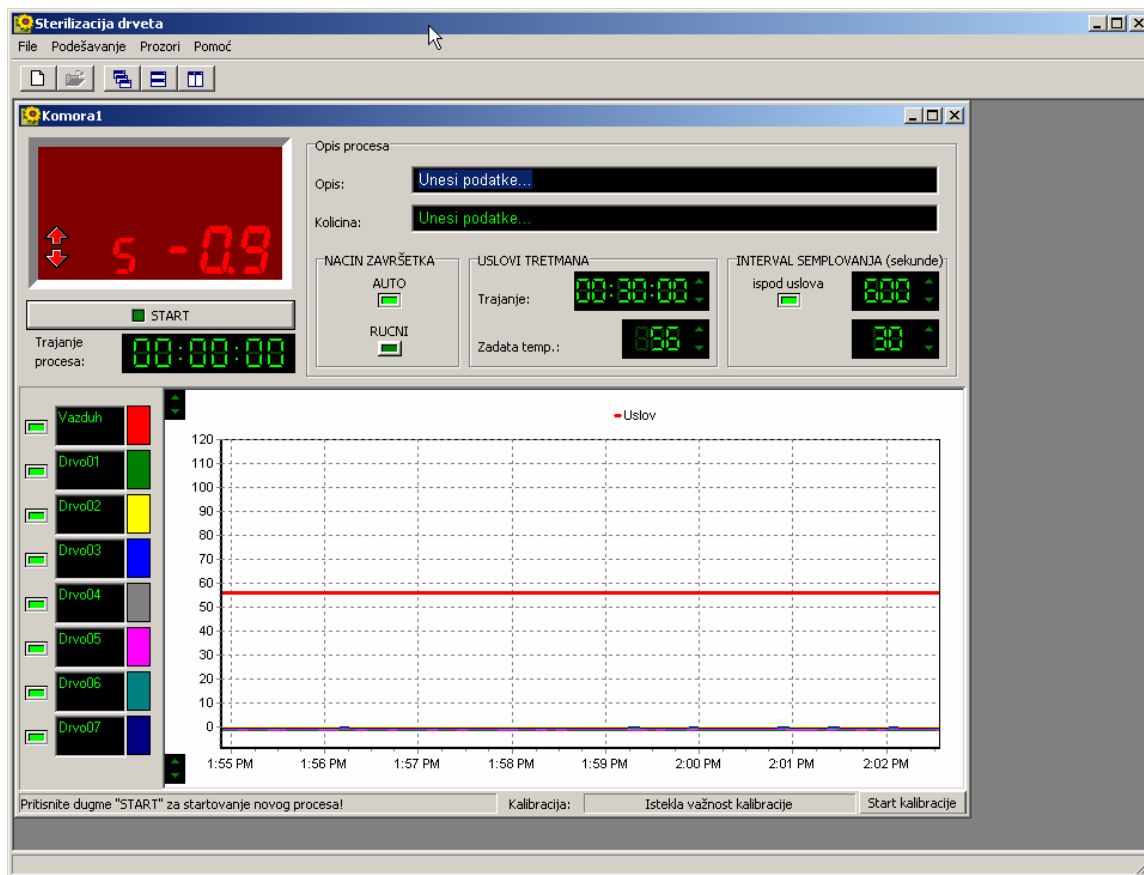 Sterilizacija drveta
File Podešavanje Prozori Pomoć
Komora1
5 -0.9
START
Trajanje procesa:
00:00:00
Opis procesa
Opis: Unesi podatke...
Kolicina: Unesi podatke...
NACIN ZAVRŠETKA
AUTO
RUCNI
USLOVI TRETMANA
Trajanje: 00:30:00
Zadata temp.: 56
INTERVAL SEMPLOVANJA (sekunde)
ispod uslova 600
30
Vazduh
Drvo01
Drvo02
Drvo03
Drvo04
Drvo05
Drvo06
Drvo07
Uslov
120
110
100
90
80
70
60
50
40
30
20
10
0
1:55 PM 1:56 PM 1:57 PM 1:58 PM 1:59 PM 2:00 PM 2:01 PM 2:02 PM
Pritisnite dugme "START" za startovanje novog procesa! Kalibracija: Istekla važnost kalibracije Start kalibracije